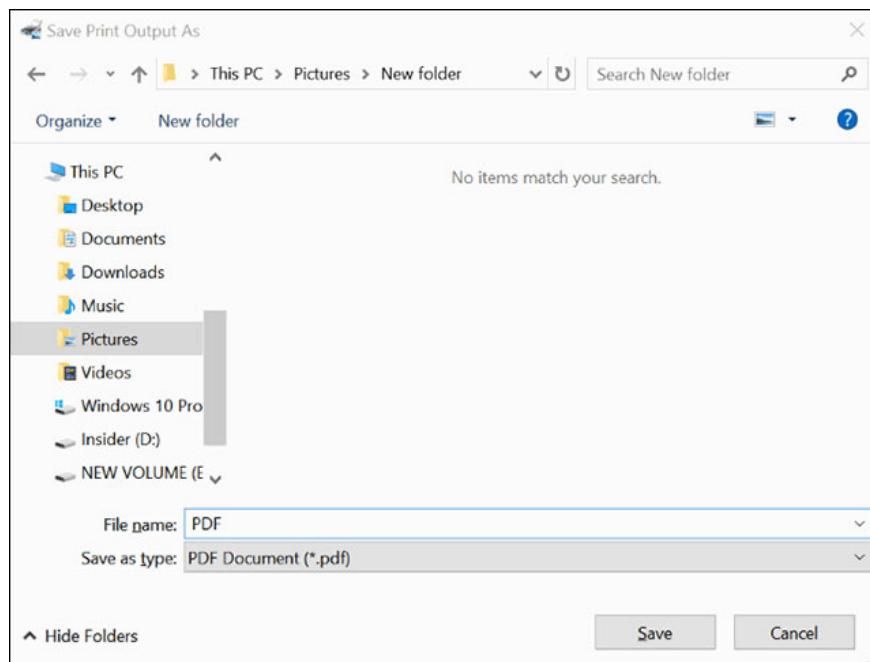 Save Print Output As
This PC > Pictures > New folder
Search New folder
Organize
New folder
This PC
Desktop
Documents
Downloads
Music
Pictures
Videos
Windows 10 Pro
Insider (D:)
NEW VOLUME (E
No items match your search.
File name: PDF
Save as type: PDF Document (*.pdf)
Hide Folders
Save
Cancel